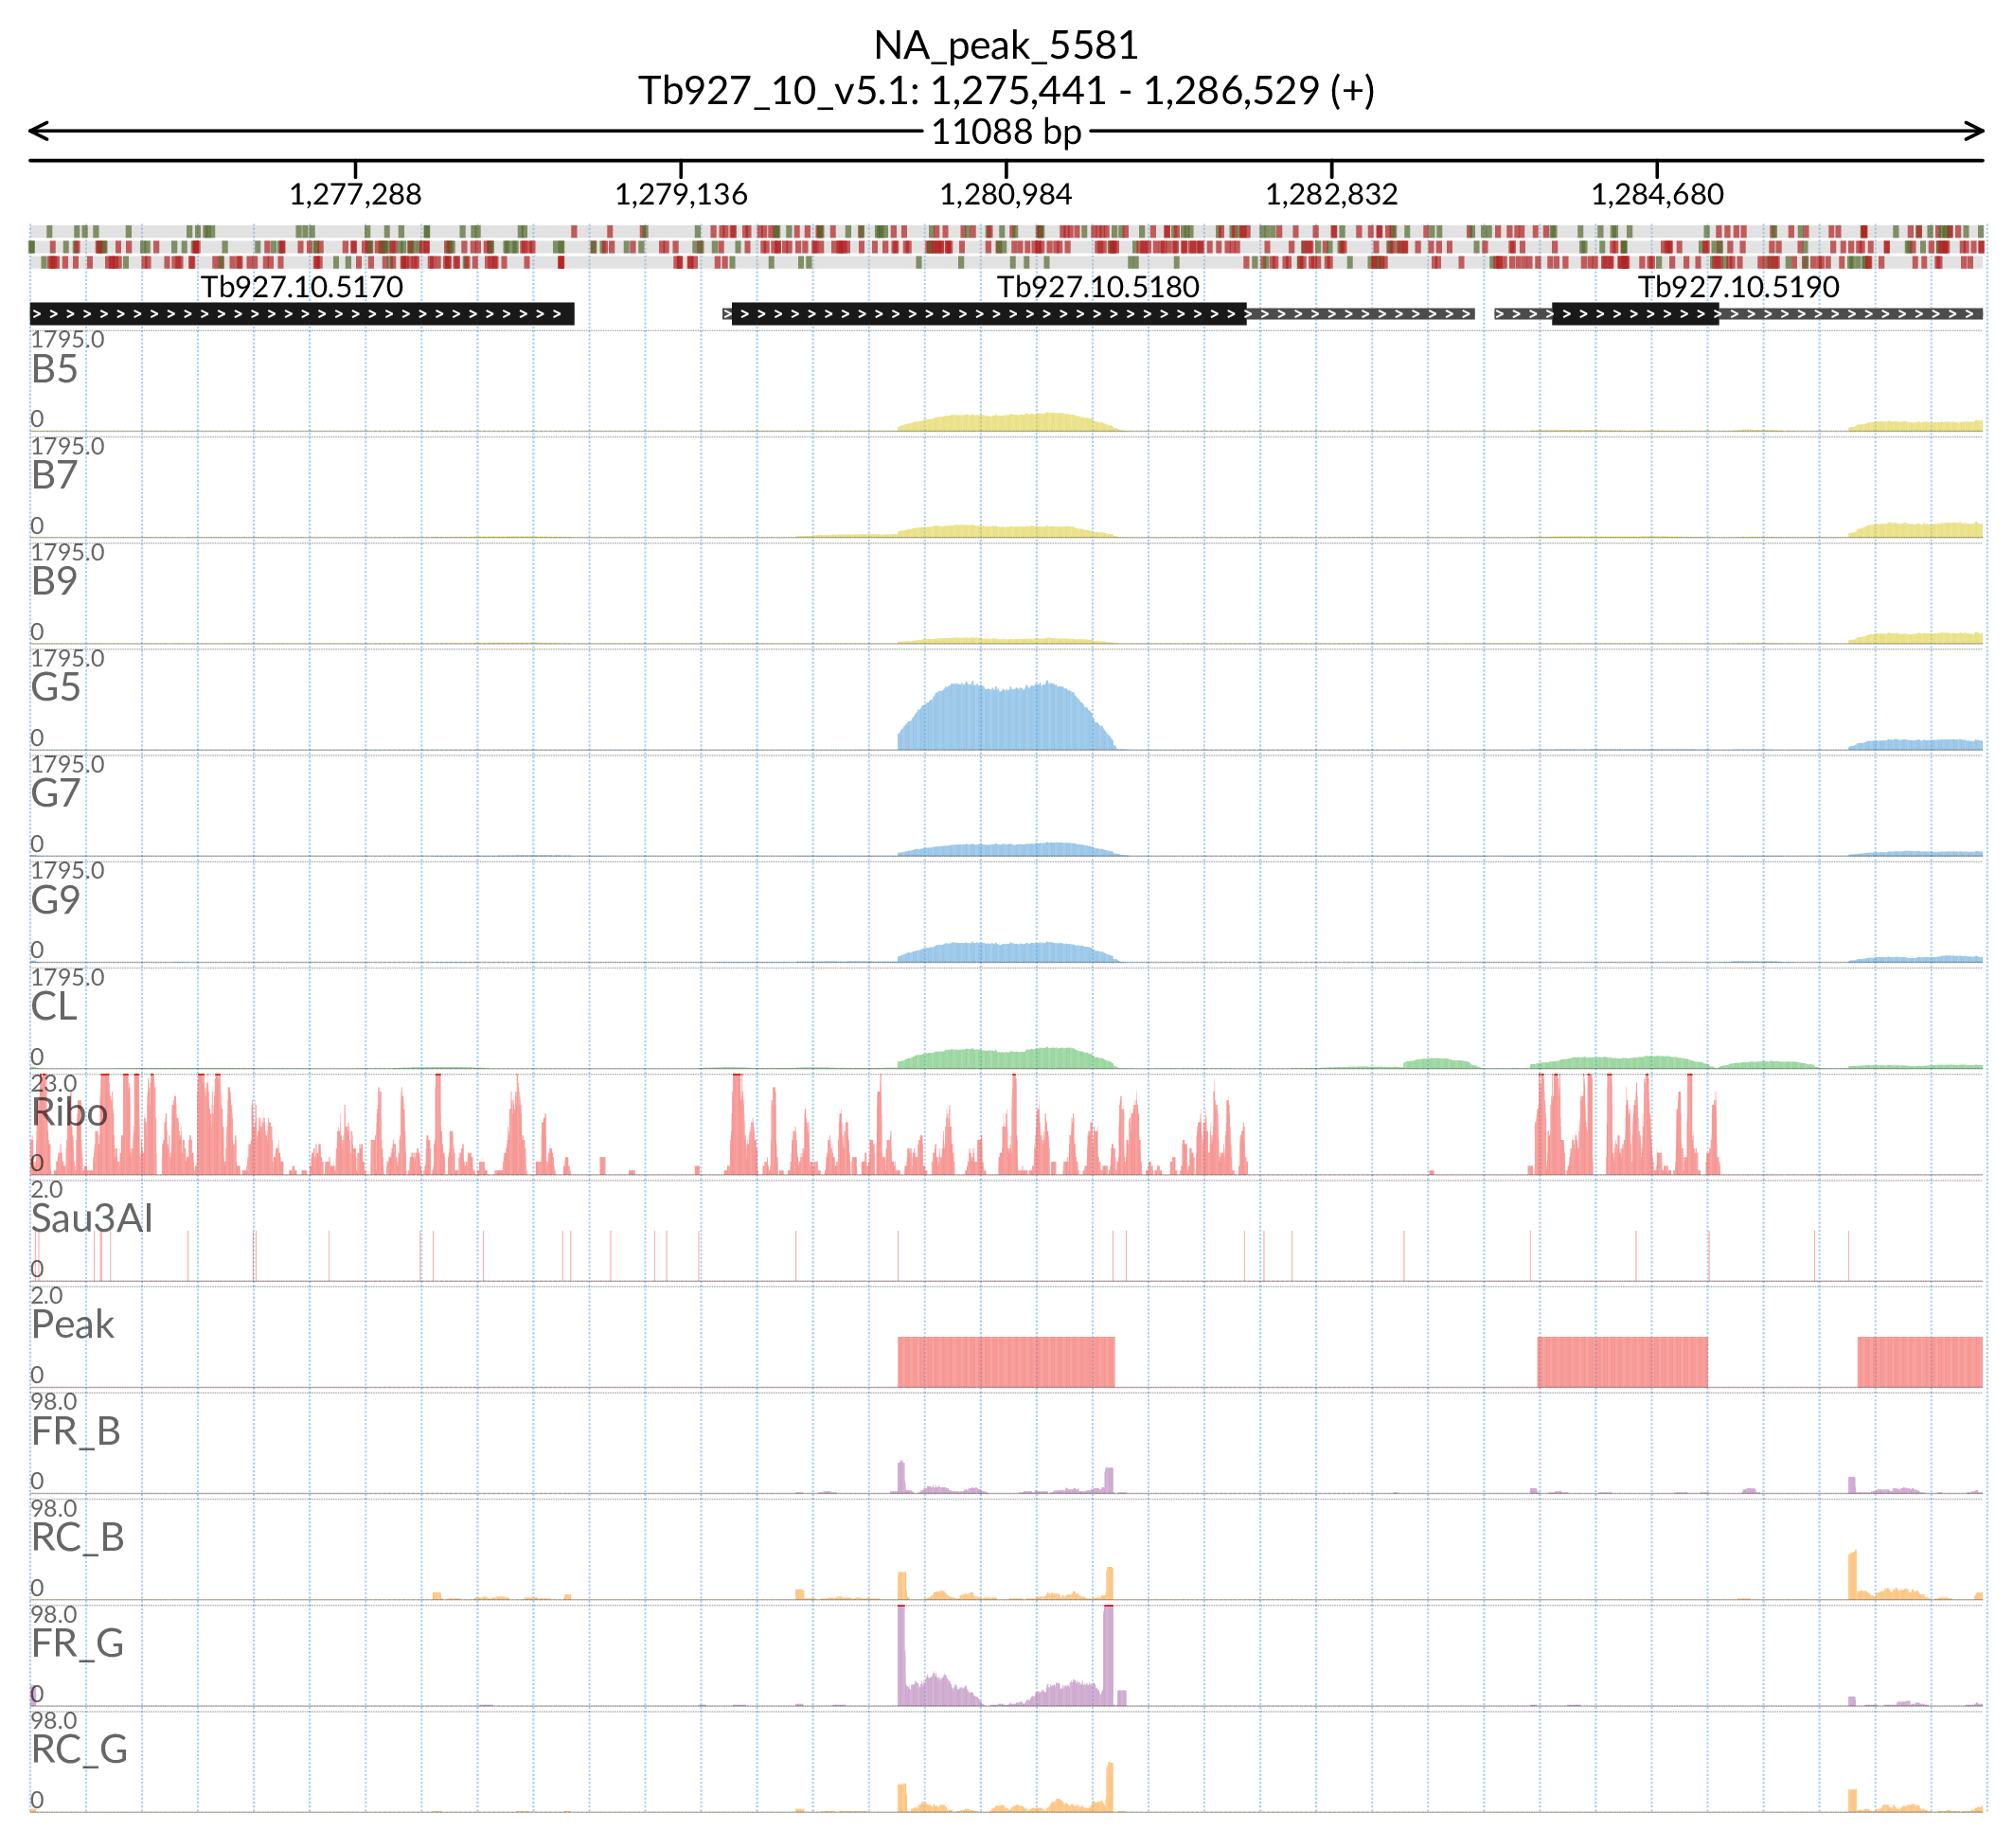 NA_peak_5581
Tb927_10_v5.1: 1,275,441 - 1,286,529 (+)
11088 bp
1,277,288 1,279,136 1,280,984 1,282,832 1,284,680
Tb927.10.5170 Tb927.10.5180 Tb927.10.5190
1795.0
B5
0
1795.0
B7
0
1795.0
B9
0
1795.0
G5
0
1795.0
G7
0
1795.0
G9
0
1795.0
CL
0
23.0
Ribo
0
2.0
Sau3AI
0
2.0
Peak
0
98.0
FR_B
0
98.0
RC_B
0
98.0
FR_G
0
98.0
RC_G
0